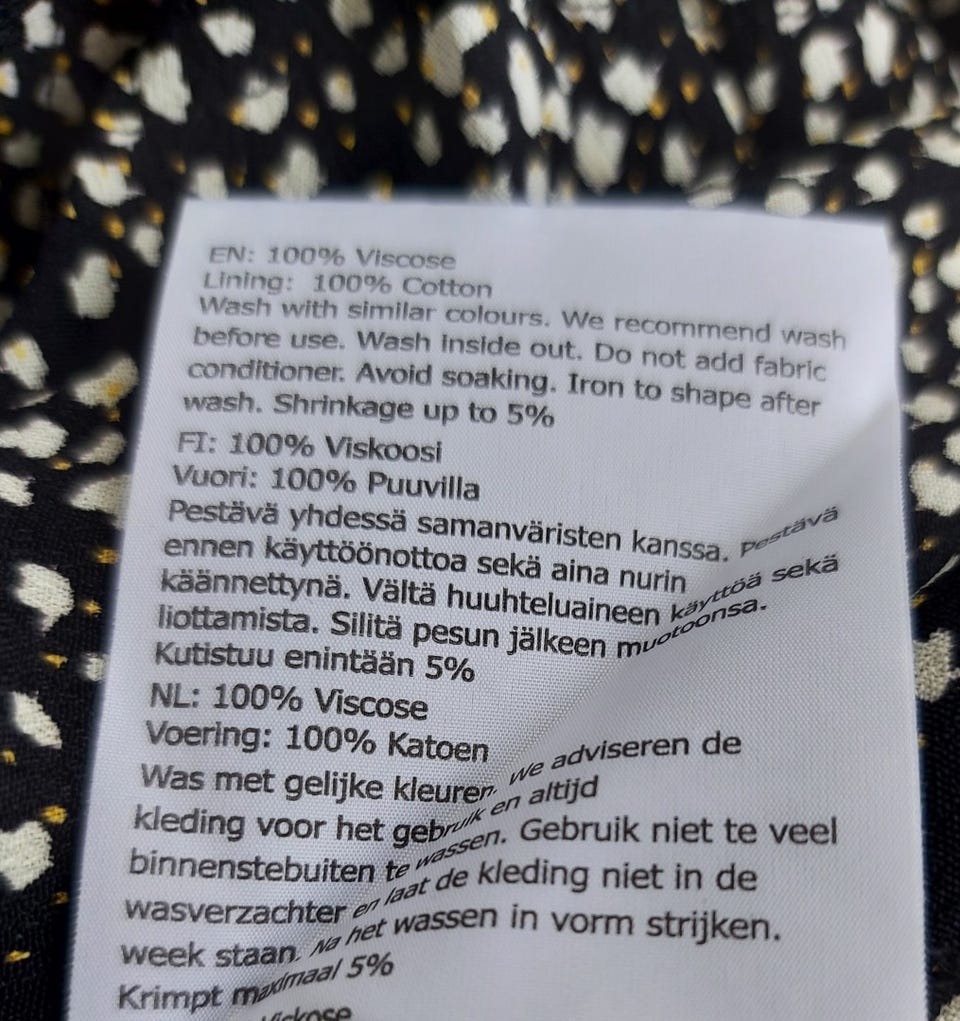 EN: 100% Viscose
Lining: 100% Cotton
Wash with similar colours. We recommend wash
before use. Wash inside out. Do not add fabric
conditioner. Avoid soaking. Iron to shape after
wash. Shrinkage up to 5%
FI: 100% Viskoosi
Vuori: 100% Puuvilla
Pestävä yhdessä samanväristen kanssa. Pestävä
ennen käyttöönottoa sekä aina nurin
käännettynä. Vältä huuhteluaineen käyttöä sekä
liottamista. Silitä pesun jälkeen muotoonsa.
Kutistuu enintään 5%
NL: 100% Viscose
Voering: 100% Katoen
Was met gelijke kleuren. We adviseren de
kleding voor het gebruik en altijd
binnenstebuiten te wassen. Gebruik niet te veel
wasverzachter en laat de kleding niet in de
week staan. Na het wassen in vorm strijken.
Krimpt maximaal 5%
Viskose